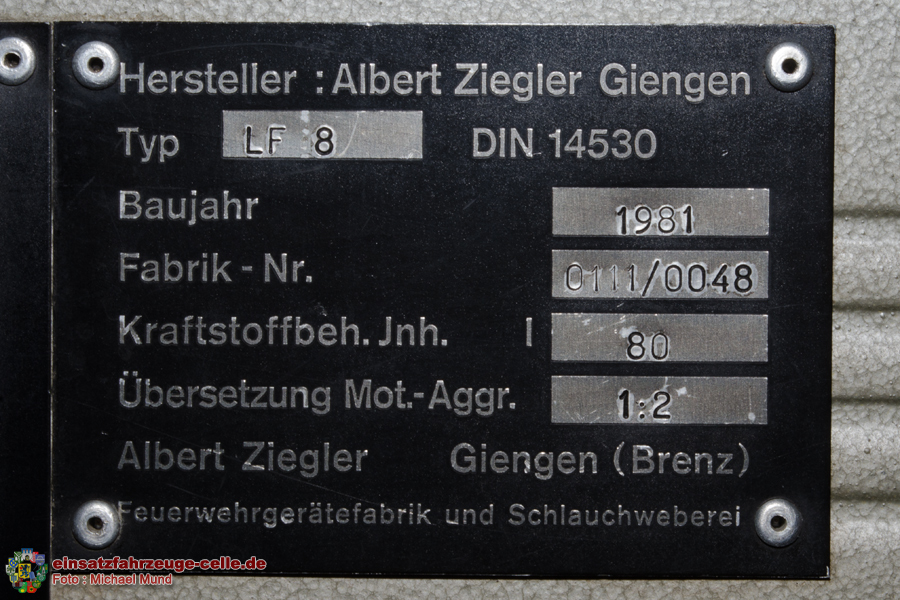 Hersteller : Albert Ziegler Giengen
Typ LF 8 DIN 14530
Baujahr 1981
Fabrik - Nr. 0111/0048
Kraftstoffbeh. Jnh. l 80
Übersetzung Mot.-Aggr. 1:2
Albert Ziegler Giengen (Brenz)
Feuerwehrgerätefabrik und Schlauchweberei
einsatzfahrzeuge-celle.de
Foto : Michael Mund